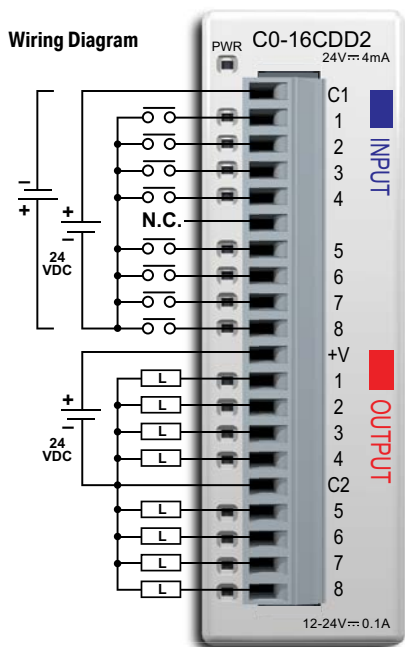 Wiring Diagram
PWR
C0-16CDD2
24V⎓4mA
C1
1
2
3
4
N.C.
5
6
7
8
INPUT
–
+
+
–
24
VDC
+V
L 1
L 2
L 3
L 4
C2
L 5
L 6
L 7
L 8
OUTPUT
+
–
24
VDC
12-24V⎓0.1A